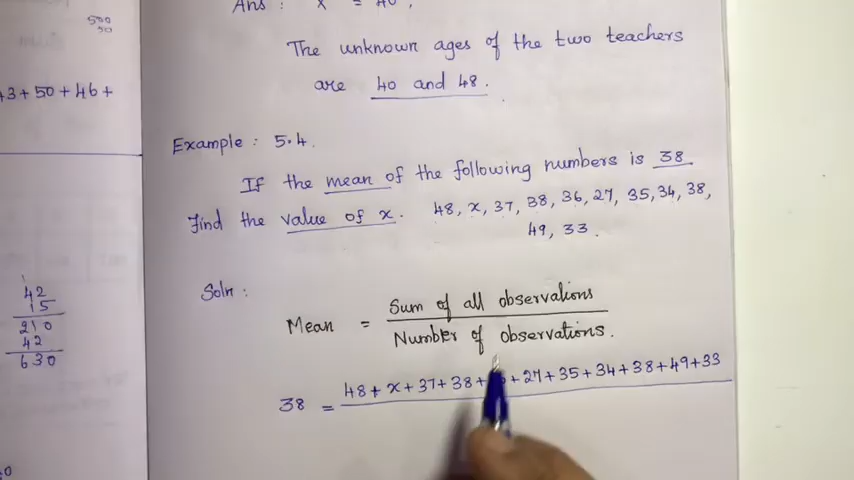 500
50
+3+50+46+
42
15
210
42
630
Ans : x = 40,
The unknown ages of the two teachers
are 40 and 48.
Example : 5.4.
If the mean of the following numbers is 38
Find the value of x. 48, x, 37, 38, 36, 27, 35, 34, 38,
49, 33.
Soln :
Mean = Sum of all observations
Number of observations.
38 = 48 + x + 37 + 38 + + 27 + 35 + 34 + 38 + 49 + 33